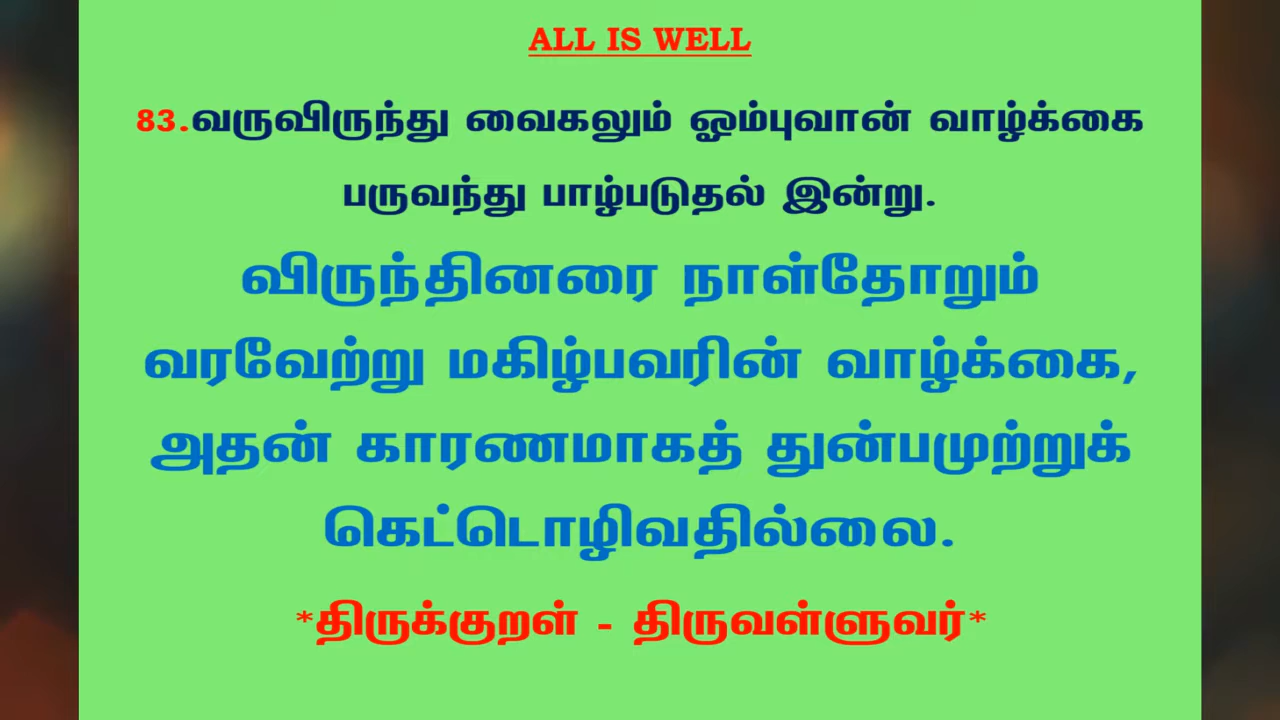 ALL IS WELL
83.வருவிருந்து வைகலும் ஓம்புவான் வாழ்க்கை
பருவந்து பாழ்படுதல் இன்று.
விருந்தினரை நாள்தோறும்
வரவேற்று மகிழ்பவரின் வாழ்க்கை,
அதன் காரணமாகத் துன்பமுற்றுக்
கெட்டொழிவதில்லை.
*திருக்குறள் - திருவள்ளுவர்*